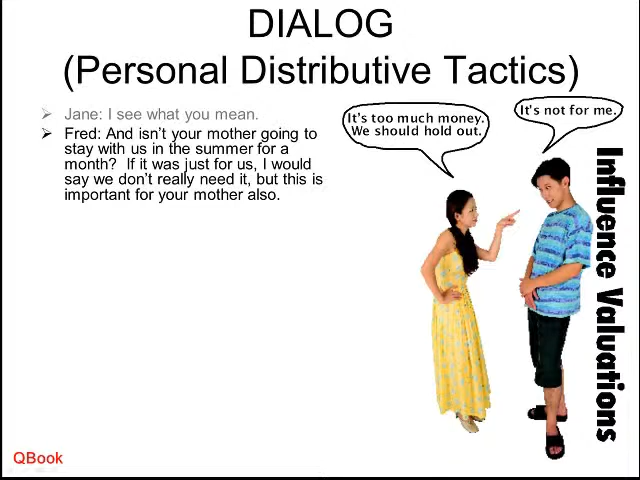 DIALOG
(Personal Distributive Tactics)
Jane: I see what you mean.
Fred: And isn't your mother going to
stay with us in the summer for a
month? If it was just for us, I would
say we don't really need it, but this is
important for your mother also.
It's too much money.
We should hold out.
It's not for me.
Influence Valuations
QBook